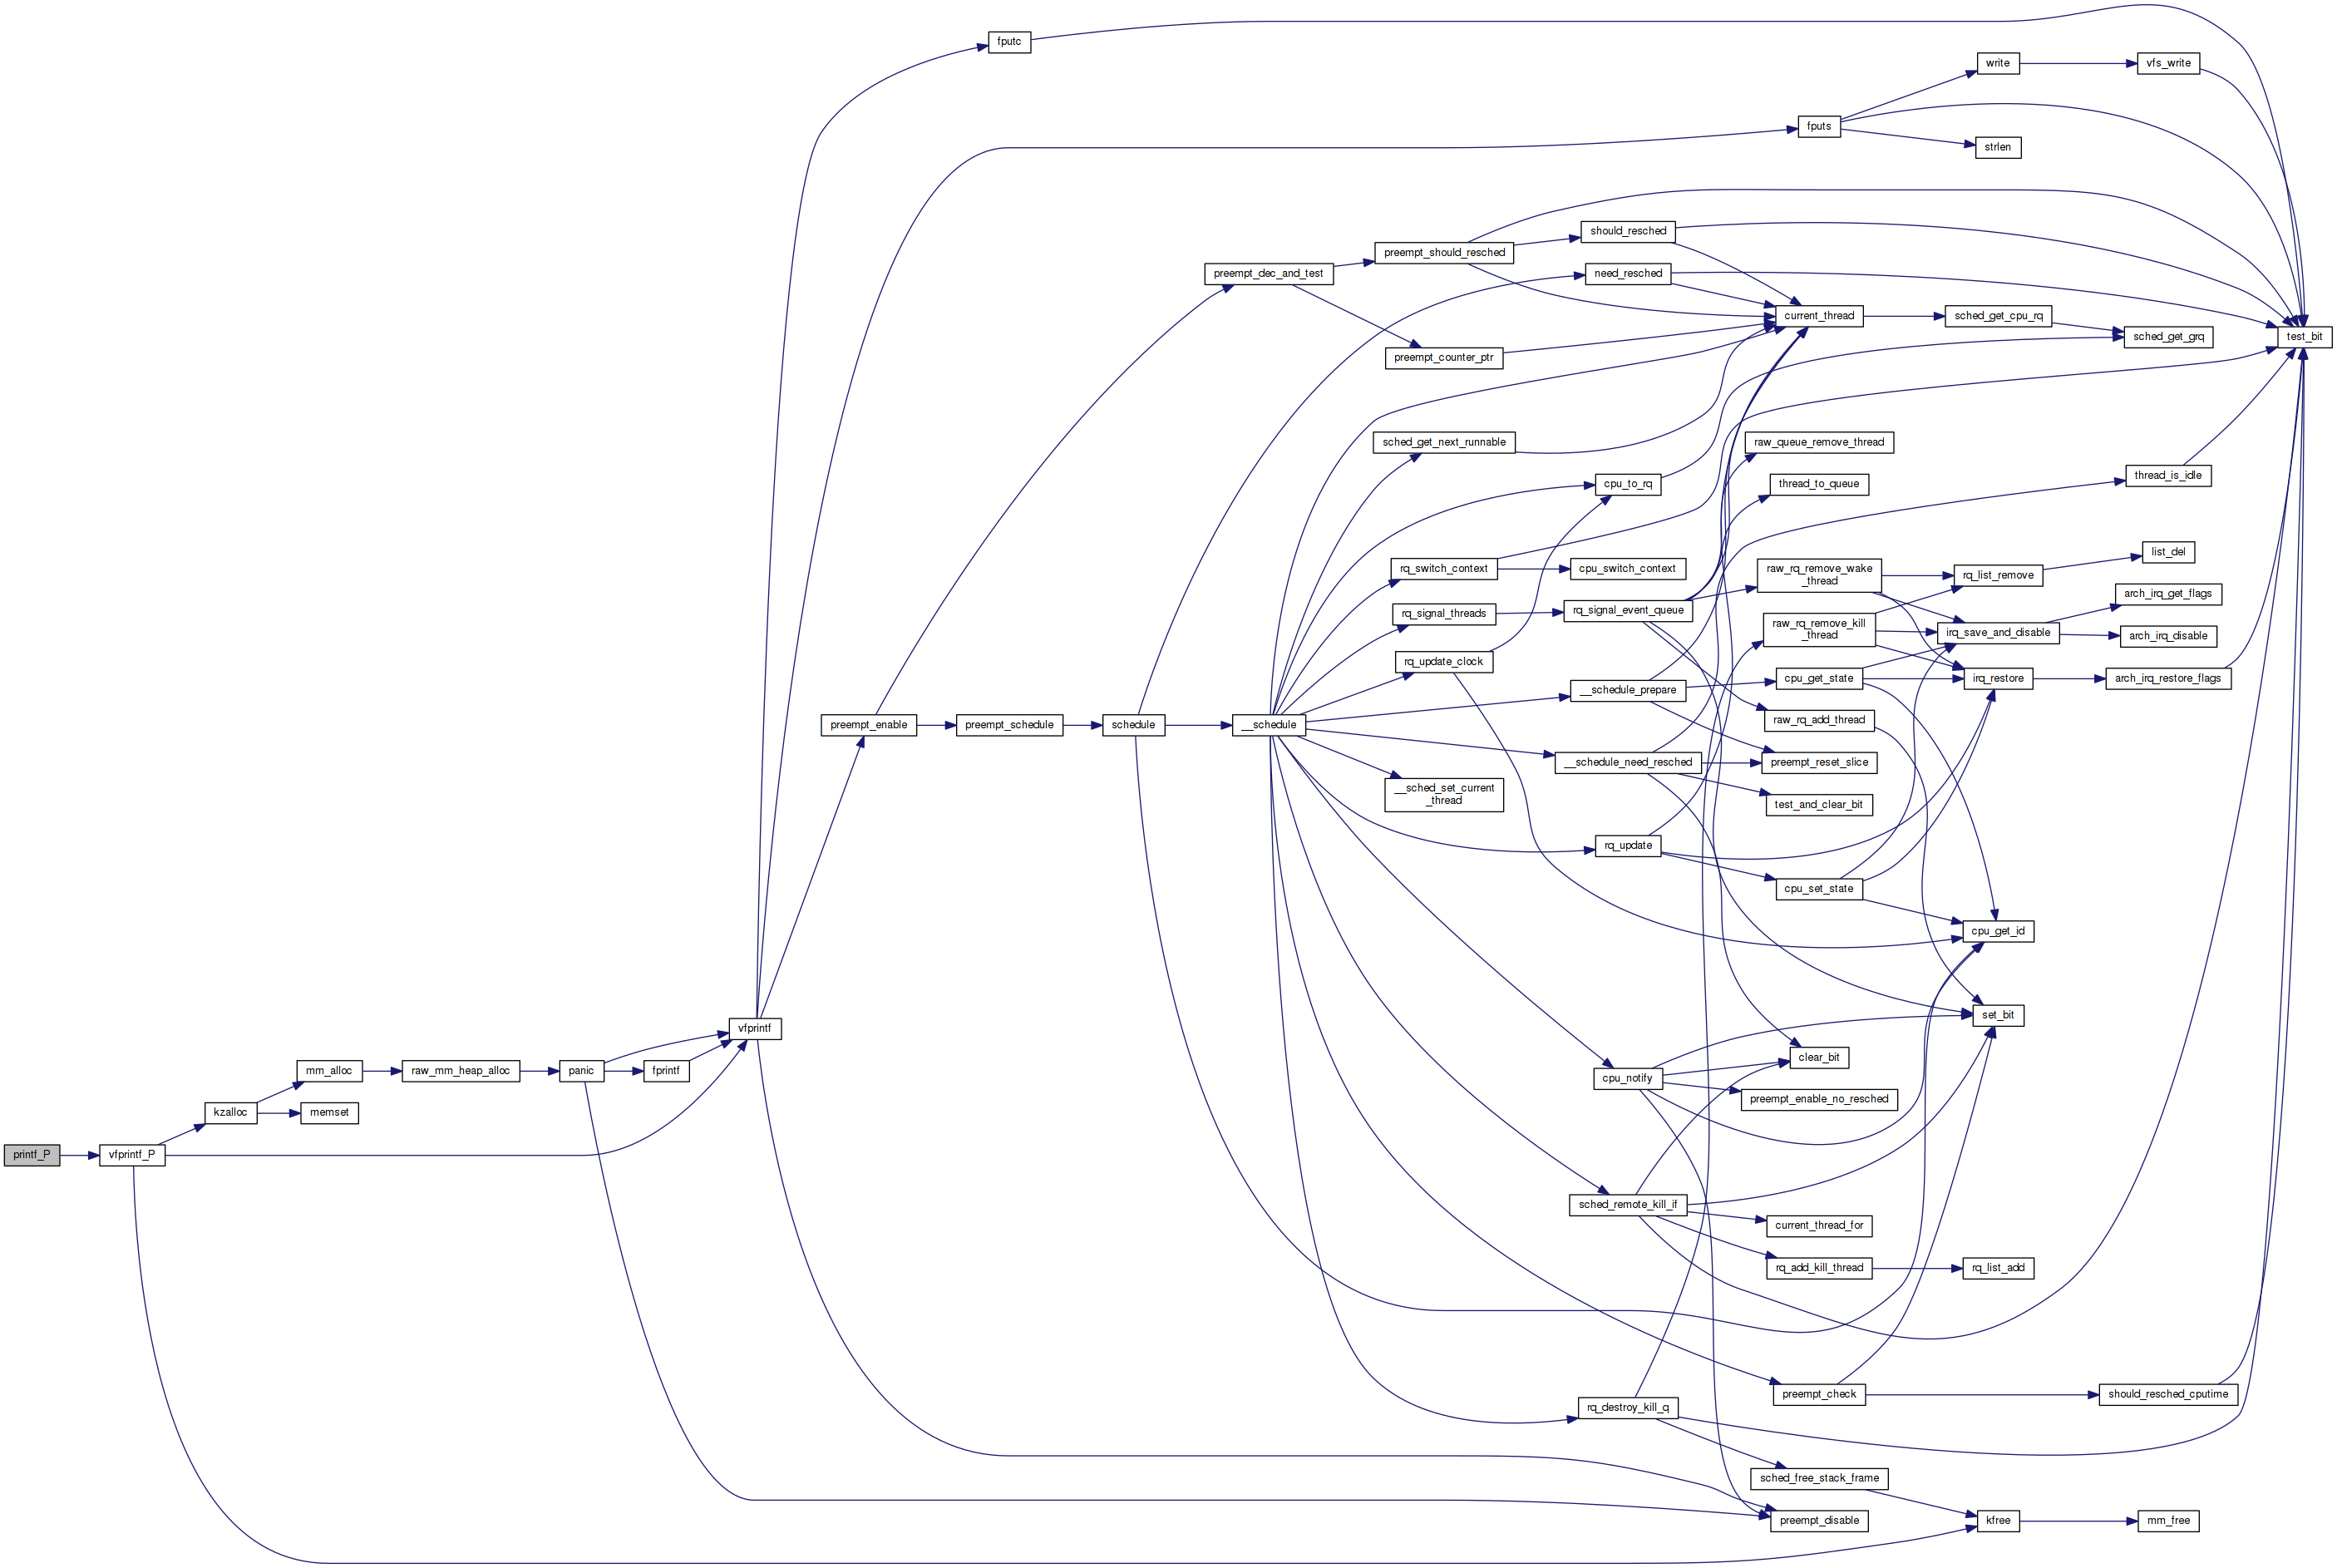 fputc
write
vfs_write
fputs
strlen
should_resched
preempt_should_resched
preempt_dec_and_test
need_resched
current_thread
sched_get_cpu_rq
sched_get_grq
test_bit
preempt_counter_ptr
sched_get_next_runnable
raw_queue_remove_thread
thread_is_idle
cpu_to_rq
thread_to_queue
list_del
rq_switch_context
cpu_switch_context
raw_rq_remove_wake
_thread
rq_list_remove
arch_irq_get_flags
rq_signal_threads
rq_signal_event_queue
raw_rq_remove_kill
_thread
irq_save_and_disable
arch_irq_disable
rq_update_clock
__schedule_prepare
cpu_get_state
irq_restore
arch_irq_restore_flags
preempt_enable
preempt_schedule
schedule
__schedule
raw_rq_add_thread
__schedule_need_resched
preempt_reset_slice
__sched_set_current
_thread
test_and_clear_bit
rq_update
cpu_set_state
cpu_get_id
set_bit
vfprintf
clear_bit
mm_alloc
raw_mm_heap_alloc
panic
fprintf
cpu_notify
preempt_enable_no_resched
kzalloc
memset
printf_P
vfprintf_P
sched_remote_kill_if
current_thread_for
rq_add_kill_thread
rq_list_add
preempt_check
should_resched_cputime
rq_destroy_kill_q
sched_free_stack_frame
preempt_disable
kfree
mm_free